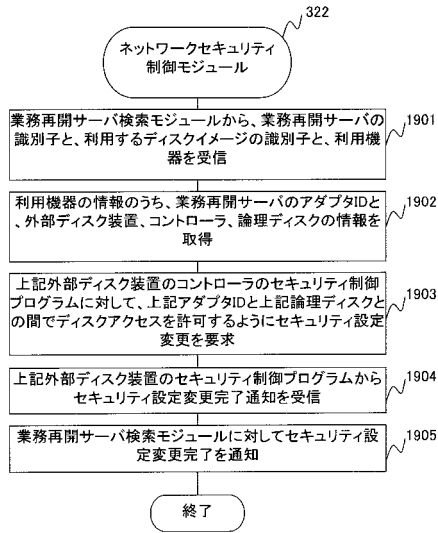 322
ネットワークセキュリティ
制御モジュール
業務再開サーバ検索モジュールから、業務再開サーバの
識別子と、利用するディスクイメージの識別子と、利用機
器を受信
1901
利用機器の情報のうち、業務再開サーバのアダプタIDと
、外部ディスク装置、コントローラ、論理ディスクの情報を
取得
1902
上記外部ディスク装置のコントローラのセキュリティ制御
プログラムに対して、上記アダプタIDと上記論理ディスクと
の間でディスクアクセスを許可するようにセキュリティ設定
変更を要求
1903
上記外部ディスク装置のセキュリティ制御プログラムから
セキュリティ設定変更完了通知を受信
1904
業務再開サーバ検索モジュールに対してセキュリティ設
定変更完了を通知
1905
終了